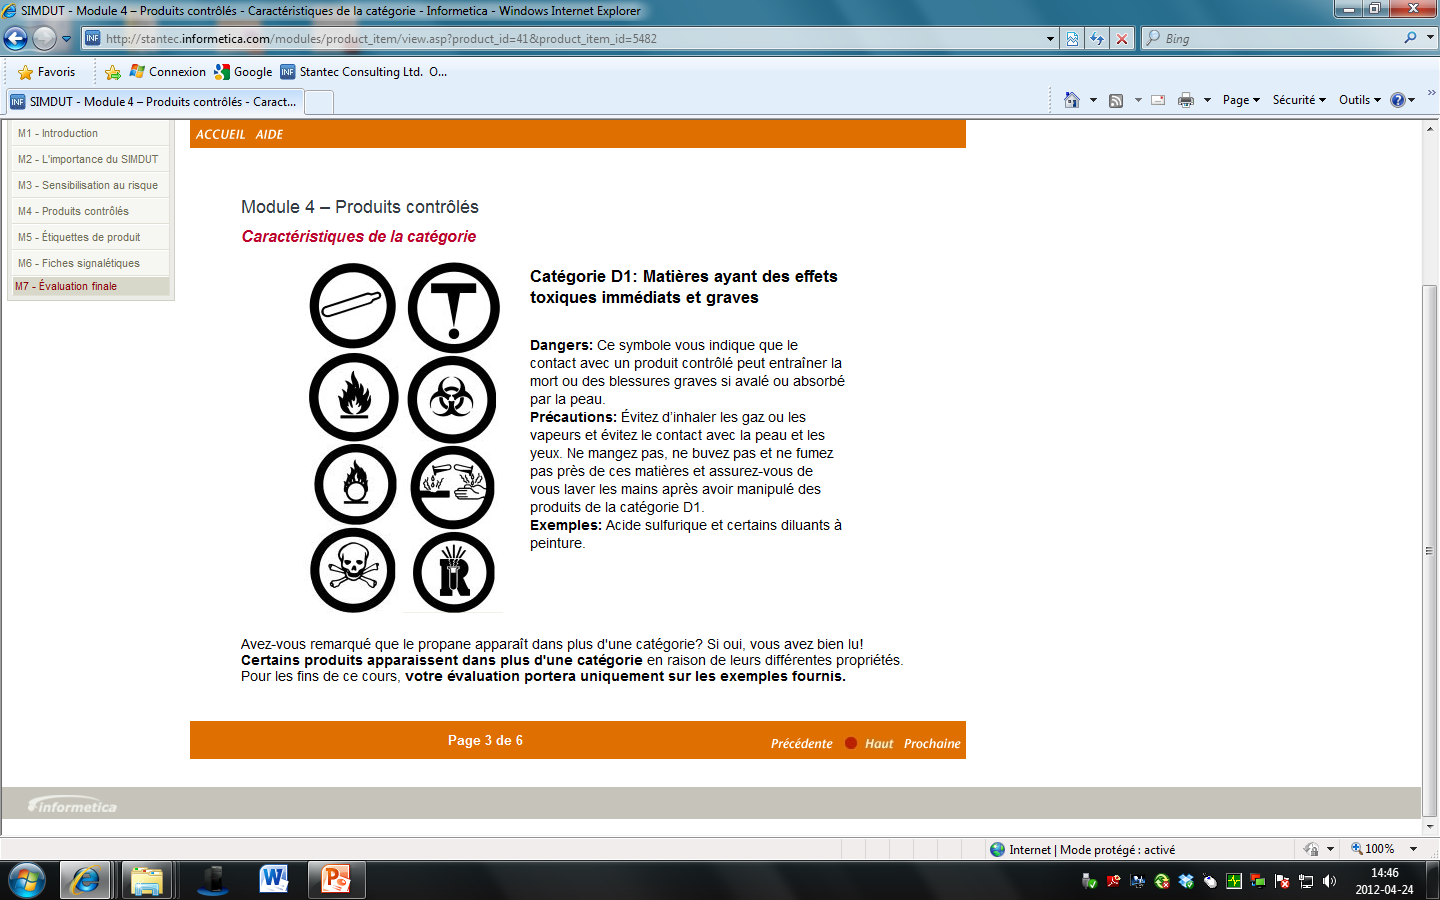 SIMDUT - Module 4 – Produits contrôlés - Caractéristiques de la catégorie - Informetica - Windows Internet Explorer
http://stantec.informetica.com/modules/product_item/view.asp?product_id=41&product_item_id=5482
Bing
Favoris
Connexion
Google
Stantec Consulting Ltd. O...
SIMDUT - Module 4 – Produits contrôlés - Caract...
Page
Sécurité
Outils
M1 - Introduction
M2 - L'importance du SIMDUT
M3 - Sensibilisation au risque
M4 - Produits contrôlés
M5 - Étiquettes de produit
M6 - Fiches signalétiques
M7 - Évaluation finale
ACCUEIL AIDE
Module 4 – Produits contrôlés
Caractéristiques de la catégorie
Catégorie D1: Matières ayant des effets
toxiques immédiats et graves
Dangers: Ce symbole vous indique que le
contact avec un produit contrôlé peut entraîner la
mort ou des blessures graves si avalé ou absorbé
par la peau.
Précautions: Évitez d'inhaler les gaz ou les
vapeurs et évitez le contact avec la peau et les
yeux. Ne mangez pas, ne buvez pas et ne fumez
pas près de ces matières et assurez-vous de
vous laver les mains après avoir manipulé des
produits de la catégorie D1.
Exemples: Acide sulfurique et certains diluants à
peinture.
R
Avez-vous remarqué que le propane apparaît dans plus d'une catégorie? Si oui, vous avez bien lu!
Certains produits apparaissent dans plus d'une catégorie en raison de leurs différentes propriétés.
Pour les fins de ce cours, votre évaluation portera uniquement sur les exemples fournis.
Page 3 de 6
Précédente Haut Prochaine
informetica
Internet | Mode protégé : activé
100%
14:46
2012-04-24